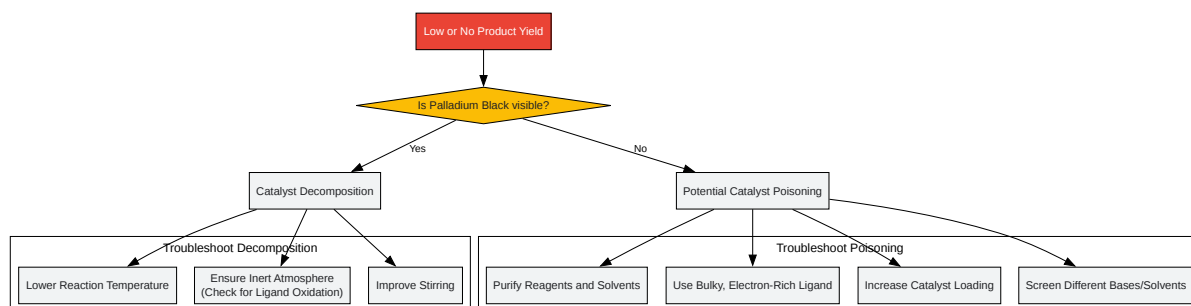 Low or No Product Yield
Is Palladium Black visible?
Yes
No
Catalyst Decomposition
Potential Catalyst Poisoning
Troubleshoot Decomposition
Troubleshoot Poisoning
Lower Reaction Temperature
Ensure Inert Atmosphere
(Check for Ligand Oxidation)
Improve Stirring
Purify Reagents and Solvents
Use Bulky, Electron-Rich Ligand
Increase Catalyst Loading
Screen Different Bases/Solvents